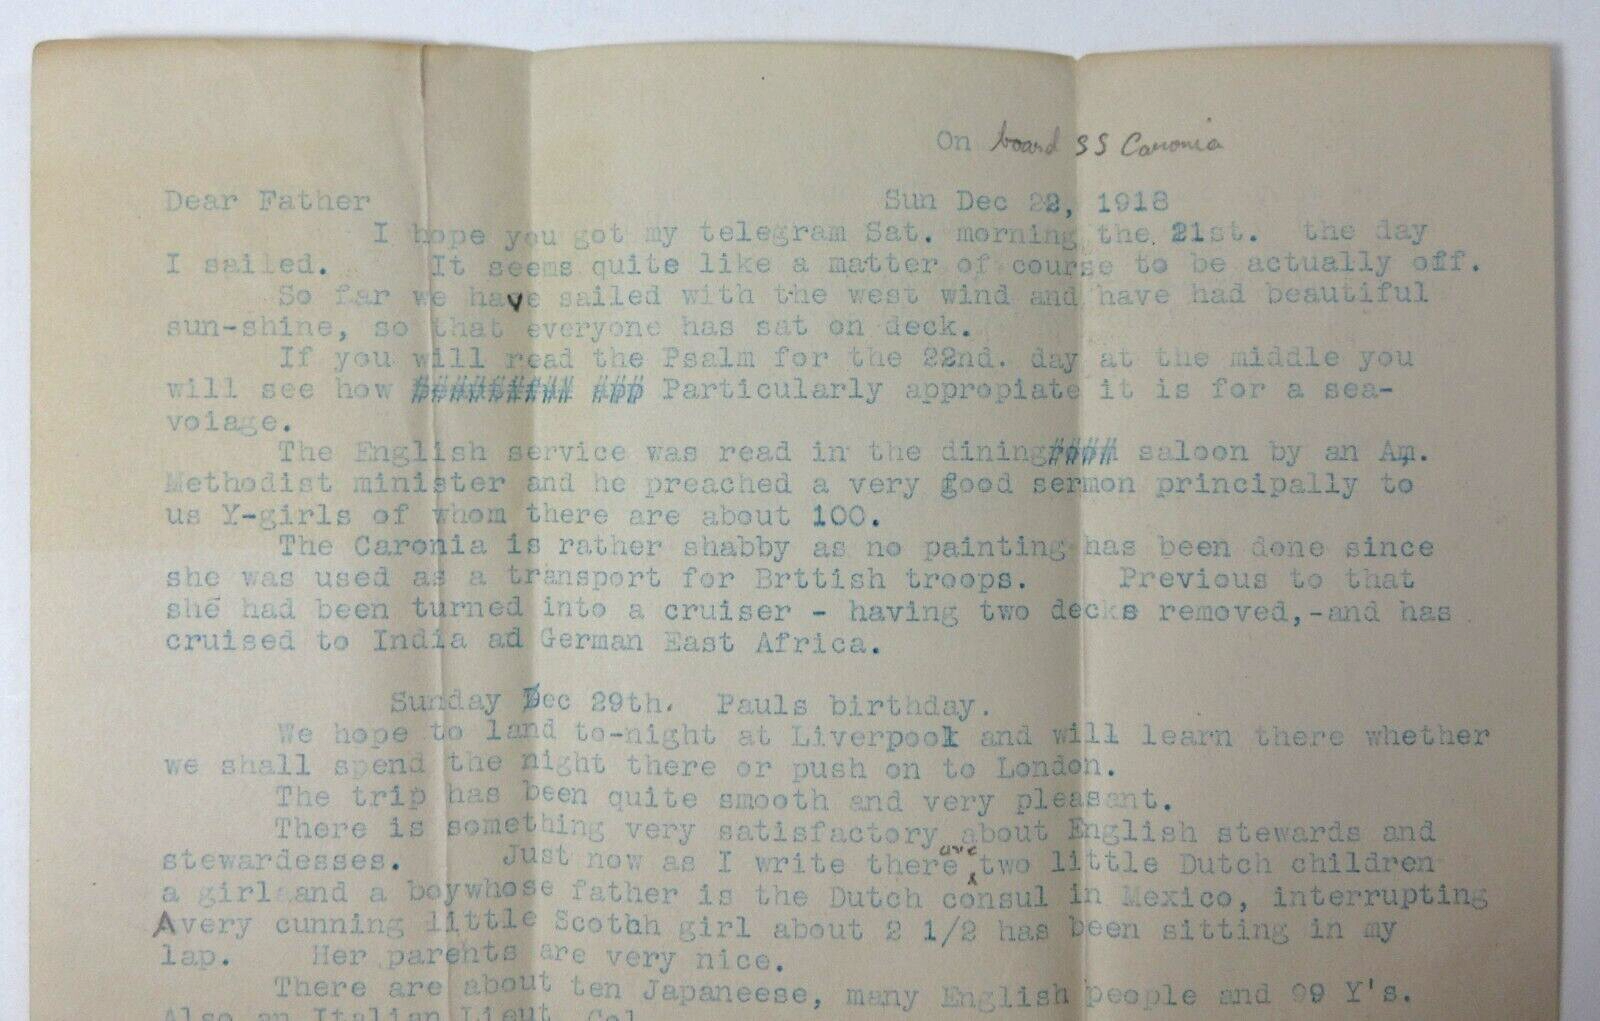 On board SS Caronia
Dear Father Sun Dec 22, 1918
I hope you got my telegram Sat. morning the 21st. the day
I sailed. It seems quite like a matter of course to be actually off.
So far we have sailed with the west wind and have had beautiful
sun-shine, so that everyone has sat on deck.
If you will read the Psalm for the 22nd. day at the middle you
will see how ######### ### Particularly appropiate it is for a sea-
voiage.
The English service was read in the dining#### saloon by an Am.
Methodist minister and he preached a very good sermon principally to
us Y-girls of whom there are about 100.
The Caronia is rather shabby as no painting has been done since
she was used as a transport for Brttish troops. Previous to that
she had been turned into a cruiser - having two decks removed,-and has
cruised to India ad German East Africa.
Sunday Dec 29th. Pauls birthday.
We hope to land to-night at Liverpool and will learn there whether
we shall spend the night there or push on to London.
The trip has been quite smooth and very pleasant.
There is something very satisfactory about English stewards and
stewardesses. Just now as I write there are two little Dutch children
a girl and a boywhose father is the Dutch consul in Mexico, interrupting
A very cunning little Scotch girl about 2 1/2 has been sitting in my
lap. Her parents are very nice.
There are about ten Japaneese, many English people and 99 Y's.
Also an Italian Lieut. Col.